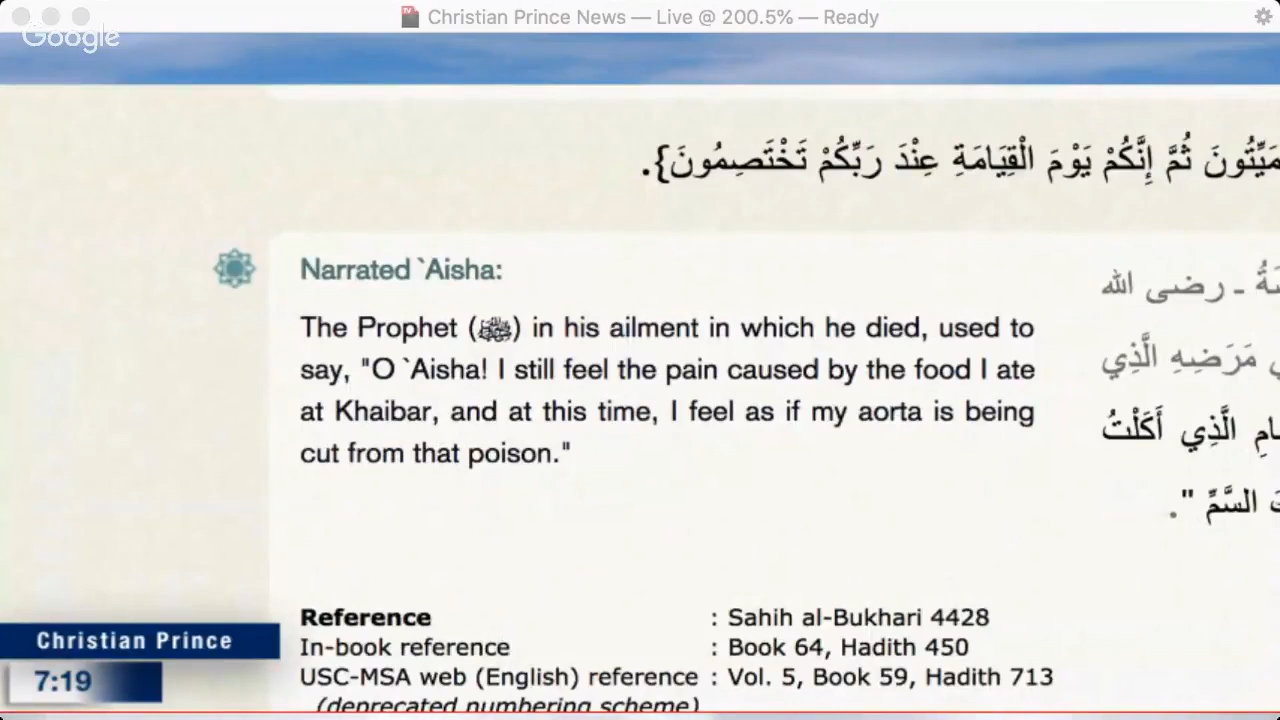 Christian Prince News — Live @ 200.5% — Ready
Google
ثُمَّ إِنَّكُمْ يَوْمَ الْقِيَامَةِ عِنْدَ رَبِّكُمْ تَخْتَصِمُونَ}.
Narrated `Aisha:
The Prophet (ﷺ) in his ailment in which he died, used to
say, "O `Aisha! I still feel the pain caused by the food I ate
at Khaibar, and at this time, I feel as if my aorta is being
cut from that poison."
ـ رضى الله
مَرَضِهِ الَّذِي
الَّذِي أَكَلْتُ
السَّمِّ ".
Reference : Sahih al-Bukhari 4428
In-book reference : Book 64, Hadith 450
USC-MSA web (English) reference : Vol. 5, Book 59, Hadith 713
(deprecated numbering scheme)
Christian Prince
7:19